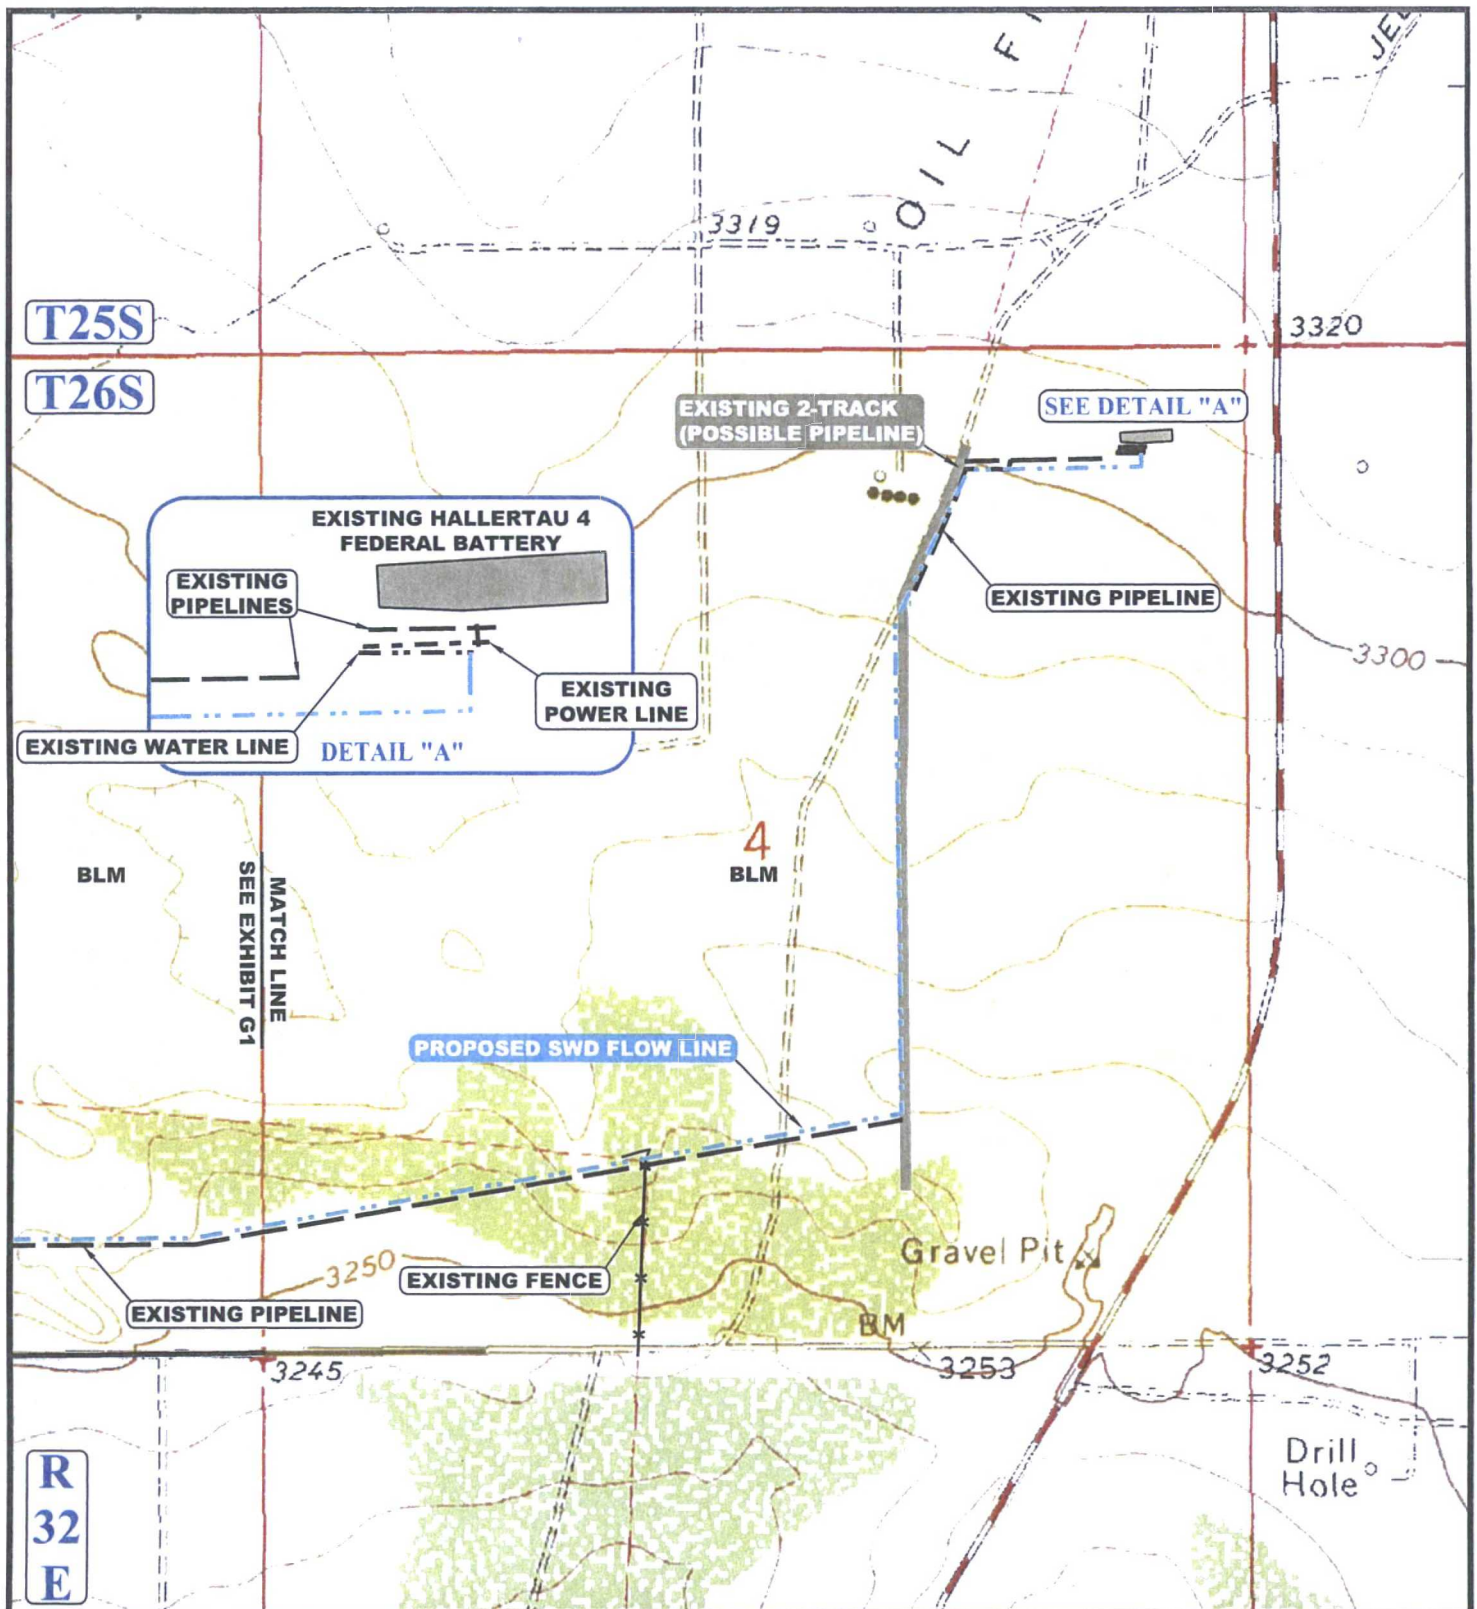 OIL
3319
T25S
3320
T26S
EXISTING 2-TRACK
(POSSIBLE PIPELINE)
SEE DETAIL "A"
EXISTING HALLERTAU 4
FEDERAL BATTERY
EXISTING
PIPELINES
EXISTING PIPELINE
3300
EXISTING
POWER LINE
EXISTING WATER LINE
DETAIL "A"
4
BLM
BLM
MATCH LINE
SEE EXHIBIT G1
PROPOSED SWD FLOW LINE
Gravel Pit
3250
EXISTING FENCE
EXISTING PIPELINE
BM
3245
3253
3252
Drill
Hole
R
32
E